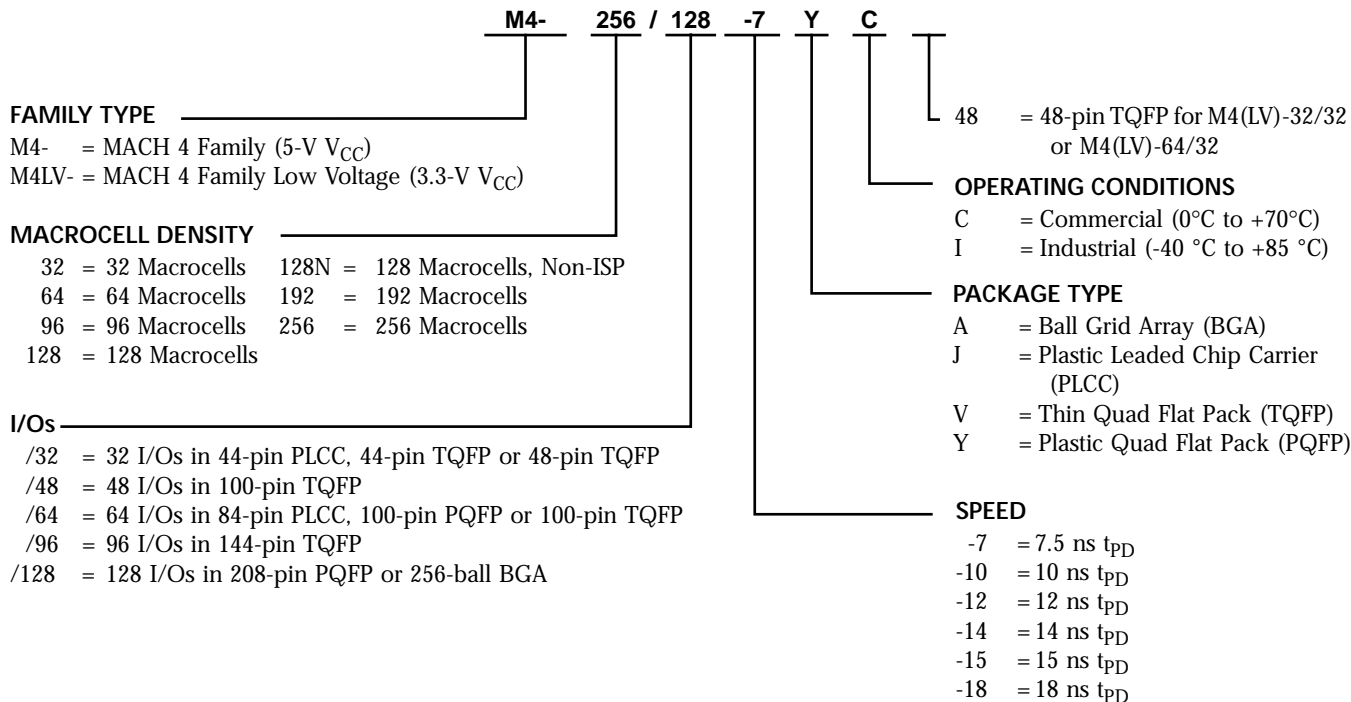 M4- 256 / 128 -7 Y C
FAMILY TYPE
M4- = MACH 4 Family (5-V VCC)
M4LV- = MACH 4 Family Low Voltage (3.3-V VCC)
MACROCELL DENSITY
32 = 32 Macrocells 128N = 128 Macrocells, Non-ISP
64 = 64 Macrocells 192 = 192 Macrocells
96 = 96 Macrocells 256 = 256 Macrocells
128 = 128 Macrocells
I/Os
/32 = 32 I/Os in 44-pin PLCC, 44-pin TQFP or 48-pin TQFP
/48 = 48 I/Os in 100-pin TQFP
/64 = 64 I/Os in 84-pin PLCC, 100-pin PQFP or 100-pin TQFP
/96 = 96 I/Os in 144-pin TQFP
/128 = 128 I/Os in 208-pin PQFP or 256-ball BGA
48 = 48-pin TQFP for M4(LV)-32/32
or M4(LV)-64/32
OPERATING CONDITIONS
C = Commercial (0°C to +70°C)
I = Industrial (-40 °C to +85 °C)
PACKAGE TYPE
A = Ball Grid Array (BGA)
J = Plastic Leaded Chip Carrier
(PLCC)
V = Thin Quad Flat Pack (TQFP)
Y = Plastic Quad Flat Pack (PQFP)
SPEED
-7 = 7.5 ns tPD
-10 = 10 ns tPD
-12 = 12 ns tPD
-14 = 14 ns tPD
-15 = 15 ns tPD
-18 = 18 ns tPD